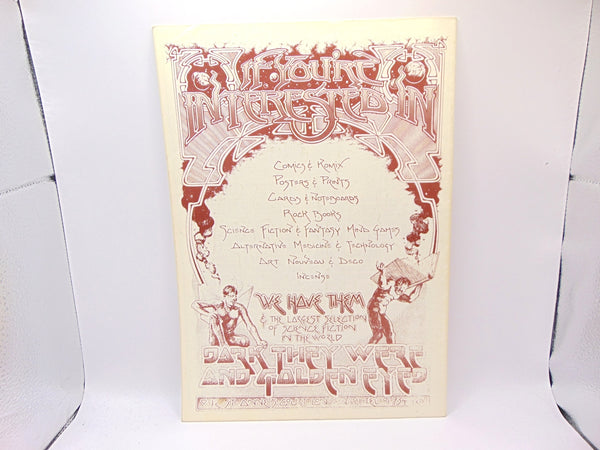 IF YOU'RE
INTERESTED IN
COMICS & KOMIX
POSTERS & PRINTS
CARDS & NOTEBOARDS
ROCK BOOKS
SCIENCE FICTION & FANTASY MIND GAMES
ALTERNATIVE MEDICINE & TECHNOLOGY
ART NOUVEAU & DECO
INCENSE
WE HAVE THEM
& THE LARGEST SELECTION
OF SCIENCE FICTION
IN THE WORLD
DARK THEY WERE
AND GOLDEN EYED